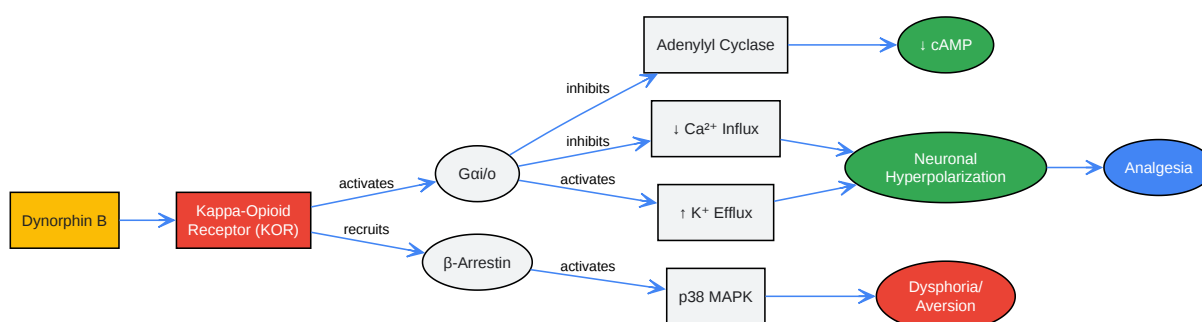 Adenylyl Cyclase
↓ cAMP
inhibits
↓ Ca²⁺ Influx
inhibits
Neuronal
Hyperpolarization
Analgesia
Gαi/o
activates
activates
↑ K⁺ Efflux
Dynorphin B
Kappa-Opioid
Receptor (KOR)
recruits
β-Arrestin
activates
p38 MAPK
Dysphoria/
Aversion